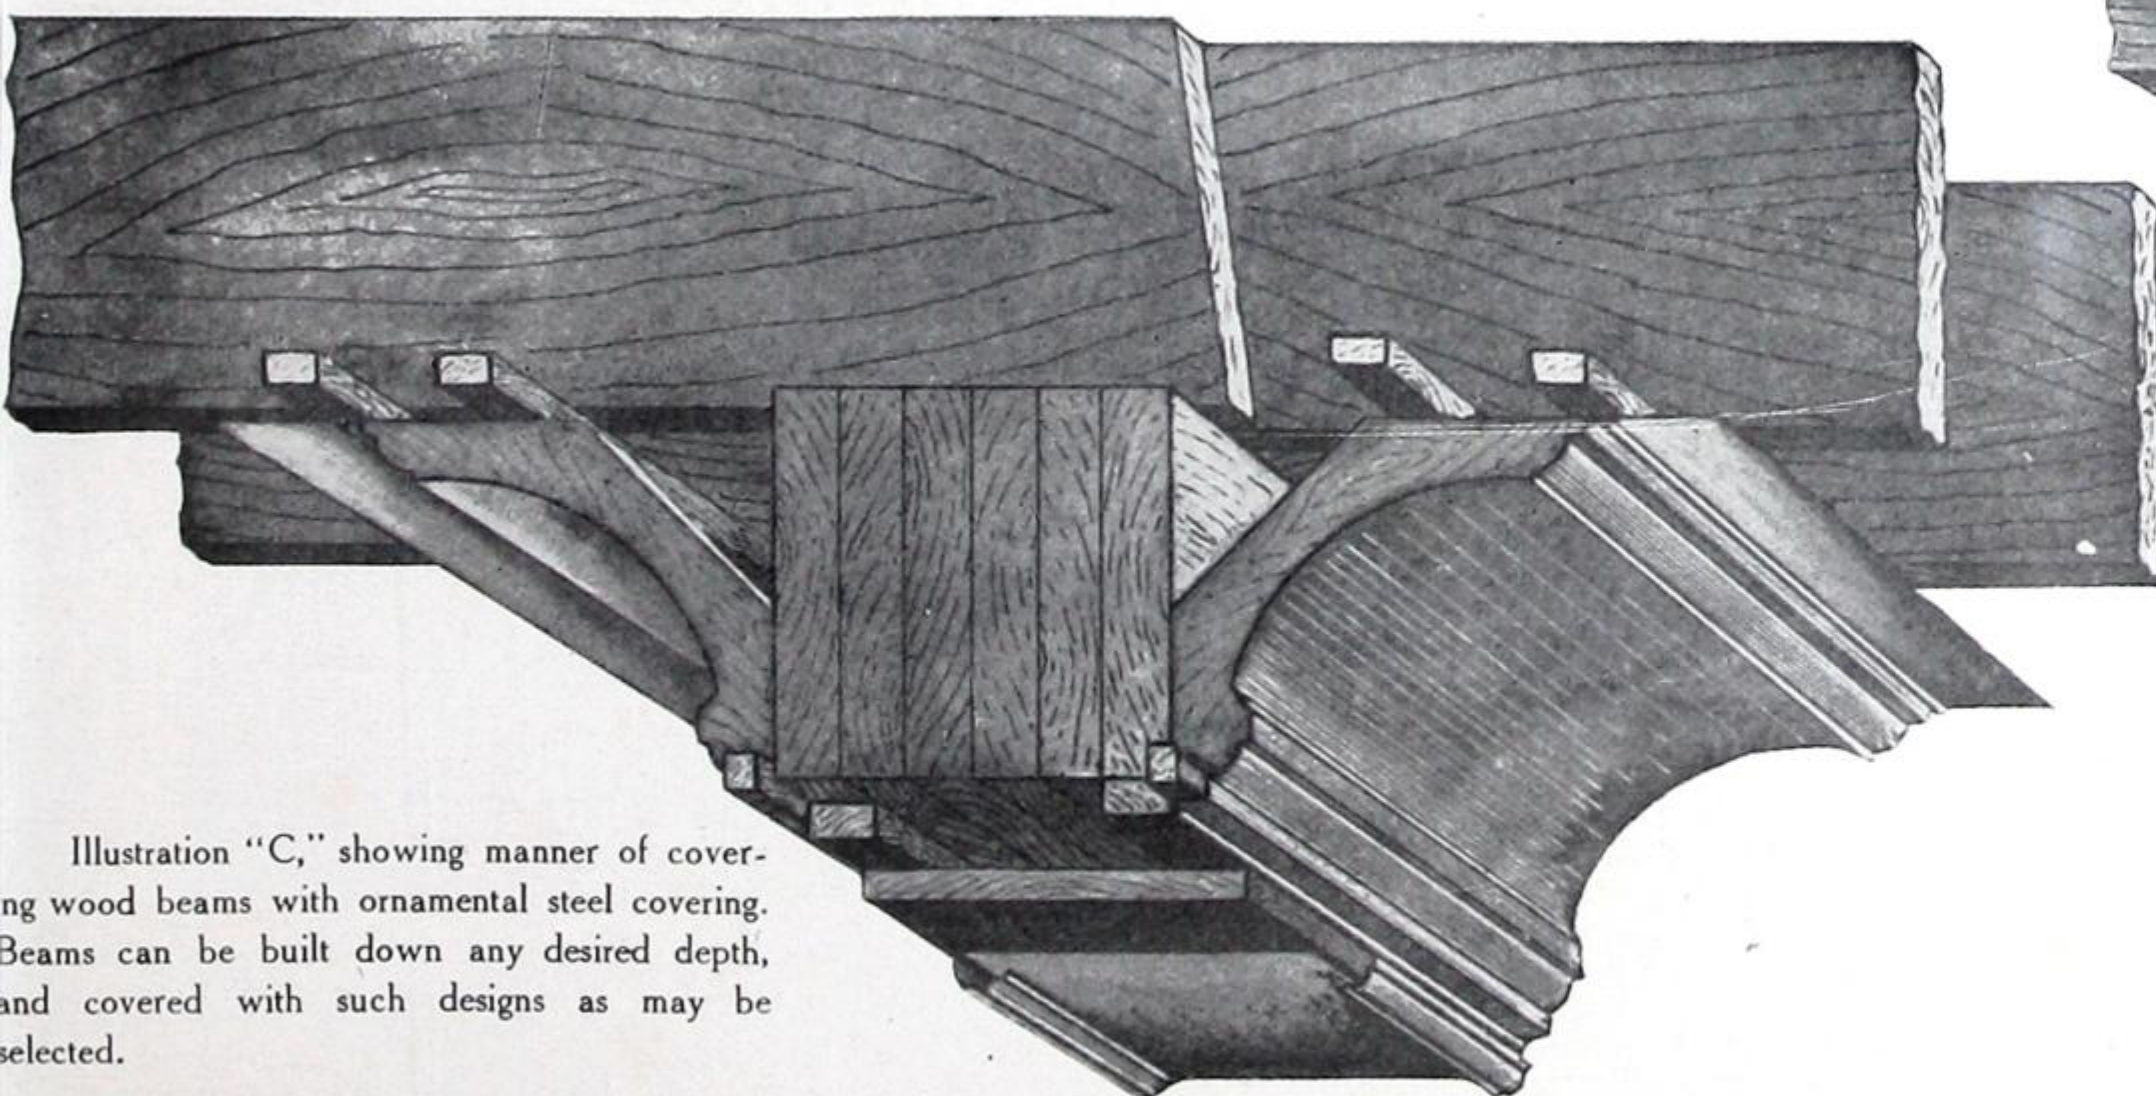 Illustration "C," showing manner of cover-
ng wood beams with ornamental steel covering.
Beams can be built down any desired depth,
and covered with such designs as may be
selected.